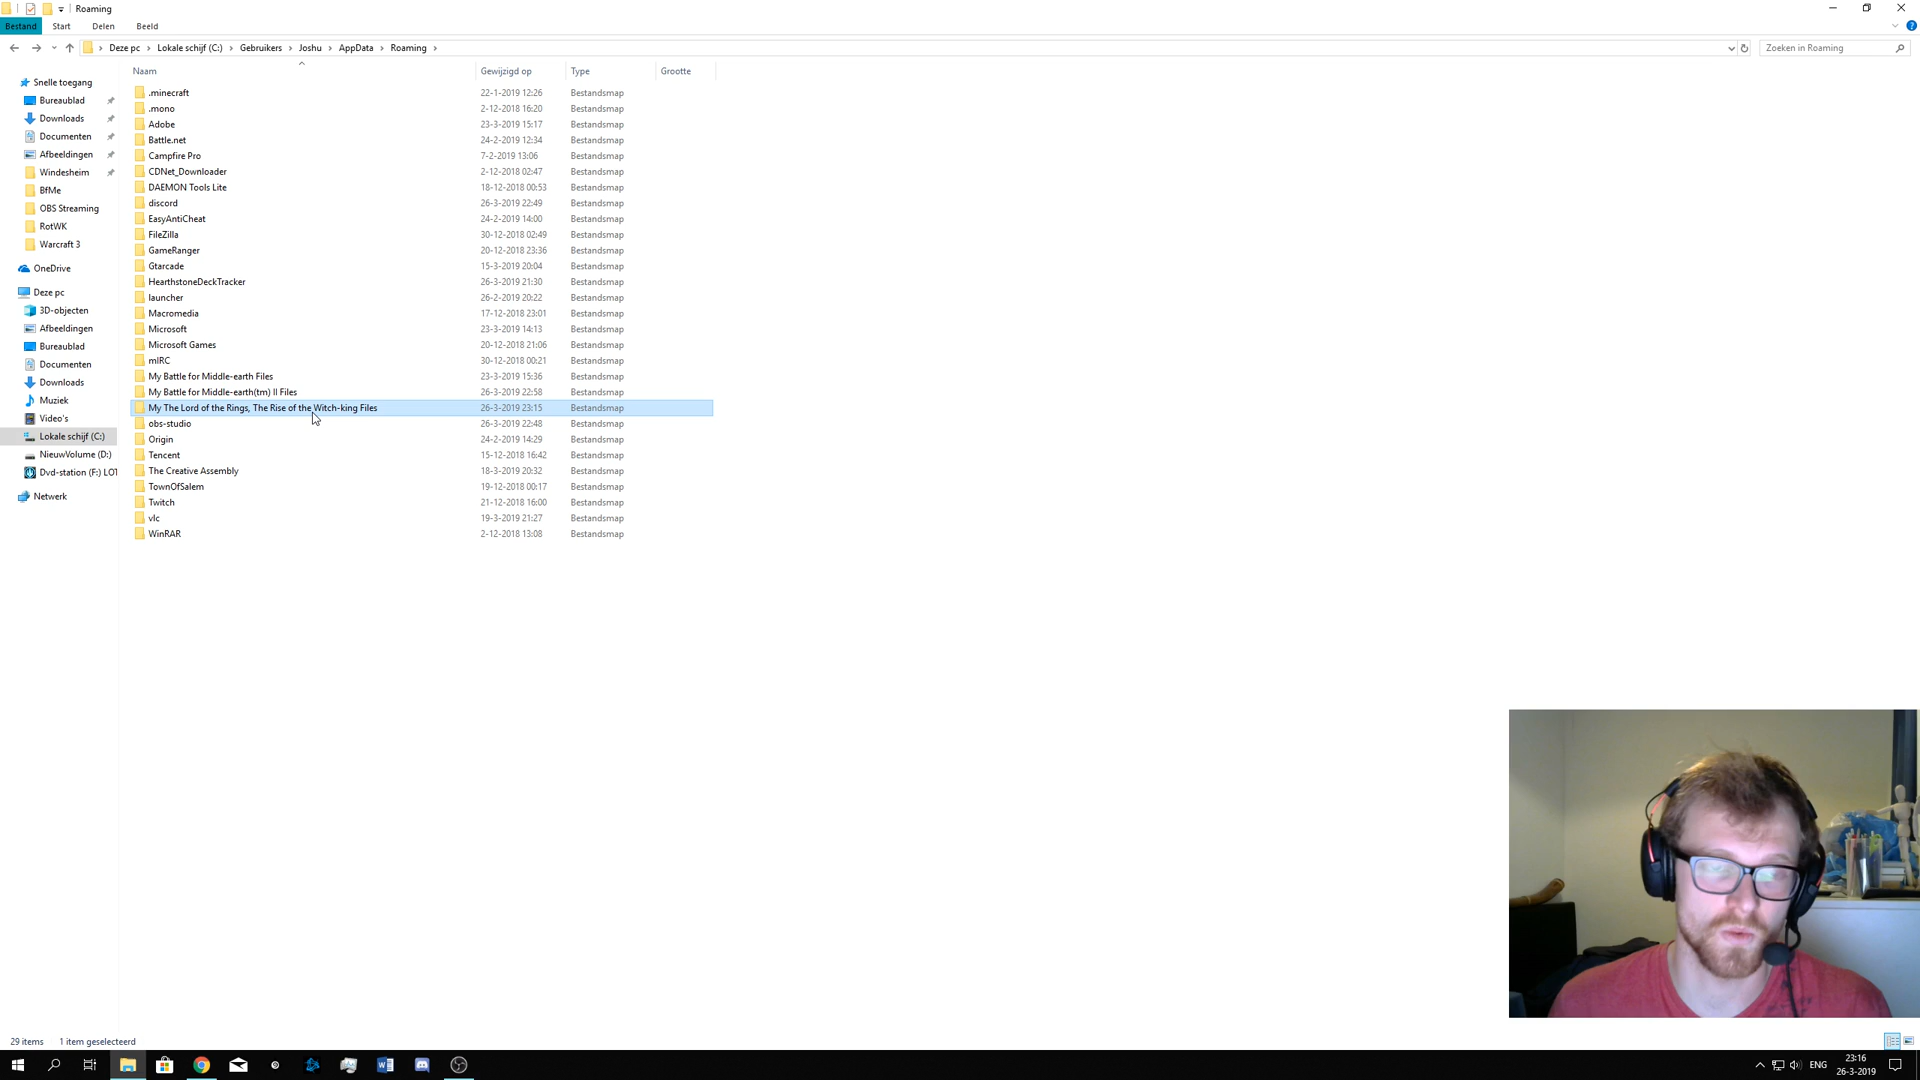 Roaming
Bestand Start Delen Beeld
Deze pc Lokale schijf (C:) Gebruikers Joshu AppData Roaming
Zoeken in Roaming
Naam Gewijzigd op Type Grootte
Snelle toegang
Bureaublad
Downloads
Documenten
Afbeeldingen
Windesheim
BfMe
OBS Streaming
RotWK
Warcraft 3
OneDrive
Deze pc
3D-objecten
Afbeeldingen
Bureaublad
Documenten
Downloads
Muziek
Video's
Lokale schijf (C:)
NieuwVolume (D:)
Dvd-station (F:) LOT
Netwerk
.minecraft 22-1-2019 12:26 Bestandsmap
.mono 2-12-2018 16:20 Bestandsmap
Adobe 23-3-2019 15:17 Bestandsmap
Battle.net 24-2-2019 12:34 Bestandsmap
Campfire Pro 7-2-2019 13:06 Bestandsmap
CDNet_Downloader 2-12-2018 02:47 Bestandsmap
DAEMON Tools Lite 18-12-2018 00:53 Bestandsmap
discord 26-3-2019 22:49 Bestandsmap
EasyAntiCheat 24-2-2019 14:00 Bestandsmap
FileZilla 30-12-2018 02:49 Bestandsmap
GameRanger 20-12-2018 23:36 Bestandsmap
Gtarcade 15-3-2019 20:04 Bestandsmap
HearthstoneDeckTracker 26-3-2019 21:30 Bestandsmap
launcher 26-2-2019 20:22 Bestandsmap
Macromedia 17-12-2018 23:01 Bestandsmap
Microsoft 23-3-2019 14:13 Bestandsmap
Microsoft Games 20-12-2018 21:06 Bestandsmap
mIRC 30-12-2018 00:21 Bestandsmap
My Battle for Middle-earth Files 23-3-2019 15:36 Bestandsmap
My Battle for Middle-earth(tm) II Files 26-3-2019 22:58 Bestandsmap
My The Lord of the Rings, The Rise of the Witch-king Files 26-3-2019 23:15 Bestandsmap
obs-studio 26-3-2019 22:48 Bestandsmap
Origin 24-2-2019 14:29 Bestandsmap
Tencent 15-12-2018 16:42 Bestandsmap
The Creative Assembly 18-3-2019 20:32 Bestandsmap
TownOfSalem 19-12-2018 00:17 Bestandsmap
Twitch 21-12-2018 16:00 Bestandsmap
vlc 19-3-2019 21:27 Bestandsmap
WinRAR 2-12-2018 13:08 Bestandsmap
29 items 1 item geselecteerd
ENG
23:16
26-3-2019